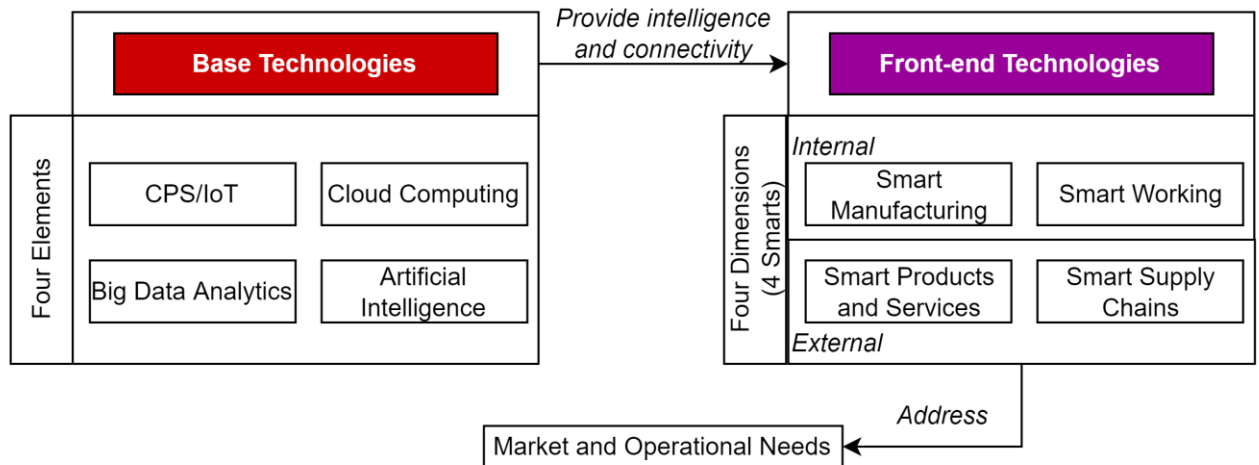 Provide intelligence
and connectivity
Base Technologies
Front-end Technologies
Four Elements
CPS/IoT
Cloud Computing
Big Data Analytics
Artificial
Intelligence
Four Dimensions
(4 Smarts)
Internal
Smart
Manufacturing
Smart Working
Smart Products
and Services
Smart Supply
Chains
External
Address
Market and Operational Needs